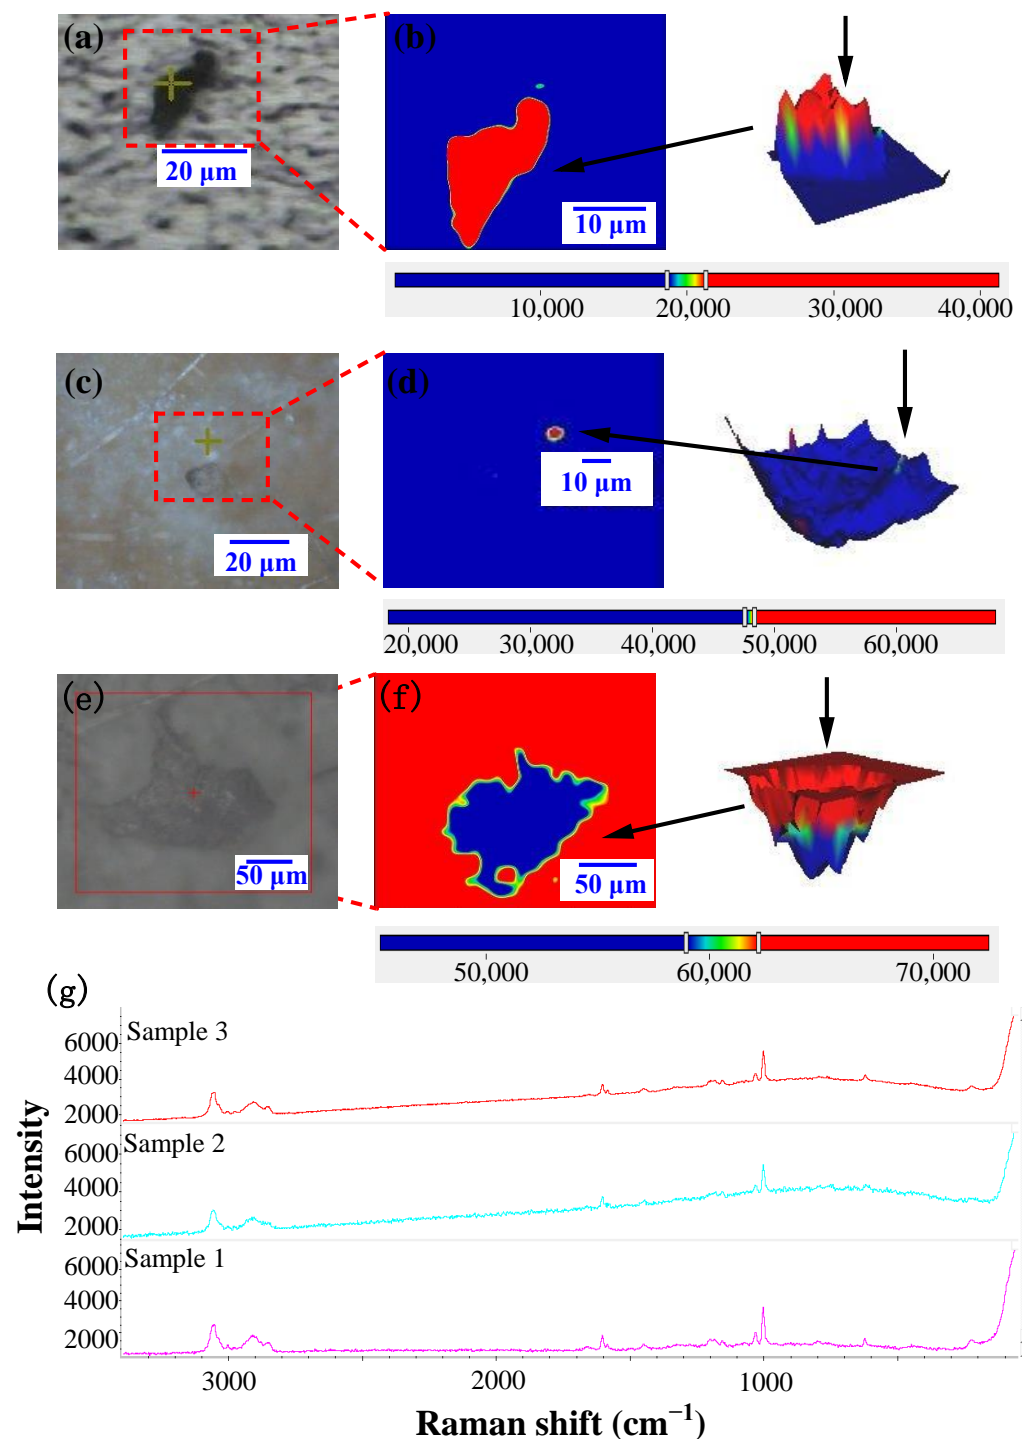 (a)
20 μm
(b)
10 μm
10,000 20,000 30,000 40,000
(c)
20 μm
(d)
10 μm
20,000 30,000 40,000 50,000 60,000
(e)
50 μm
(f)
50 μm
50,000 60,000 70,000
(g)
Intensity
Sample 3
6000
4000
2000
Sample 2
6000
4000
2000
Sample 1
6000
4000
2000
3000 2000 1000
Raman shift (cm⁻¹)